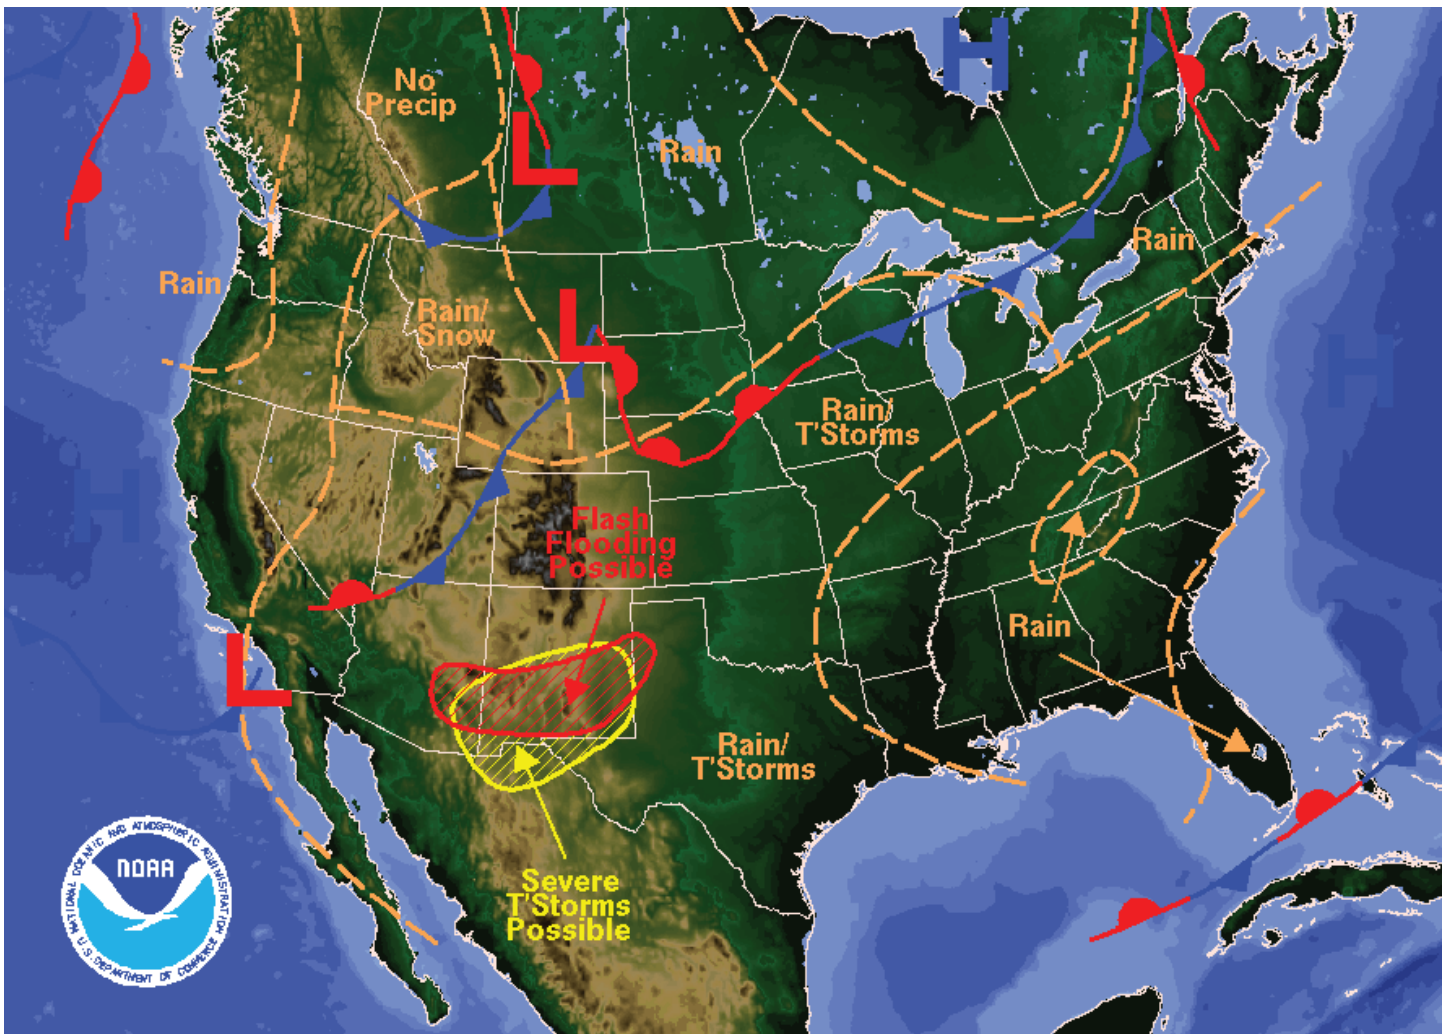 H
No
Precip
L
Rain
Rain
Rain
Rain/
Snow
L
H
Rain/
T'Storms
H
Flash
Flooding
Possible
Rain
L
Rain/
T'Storms
Severe
T'Storms
Possible
NATIONAL OCEANIC AND ATMOSPHERIC ADMINISTRATION
NOAA
U.S. DEPARTMENT OF COMMERCE